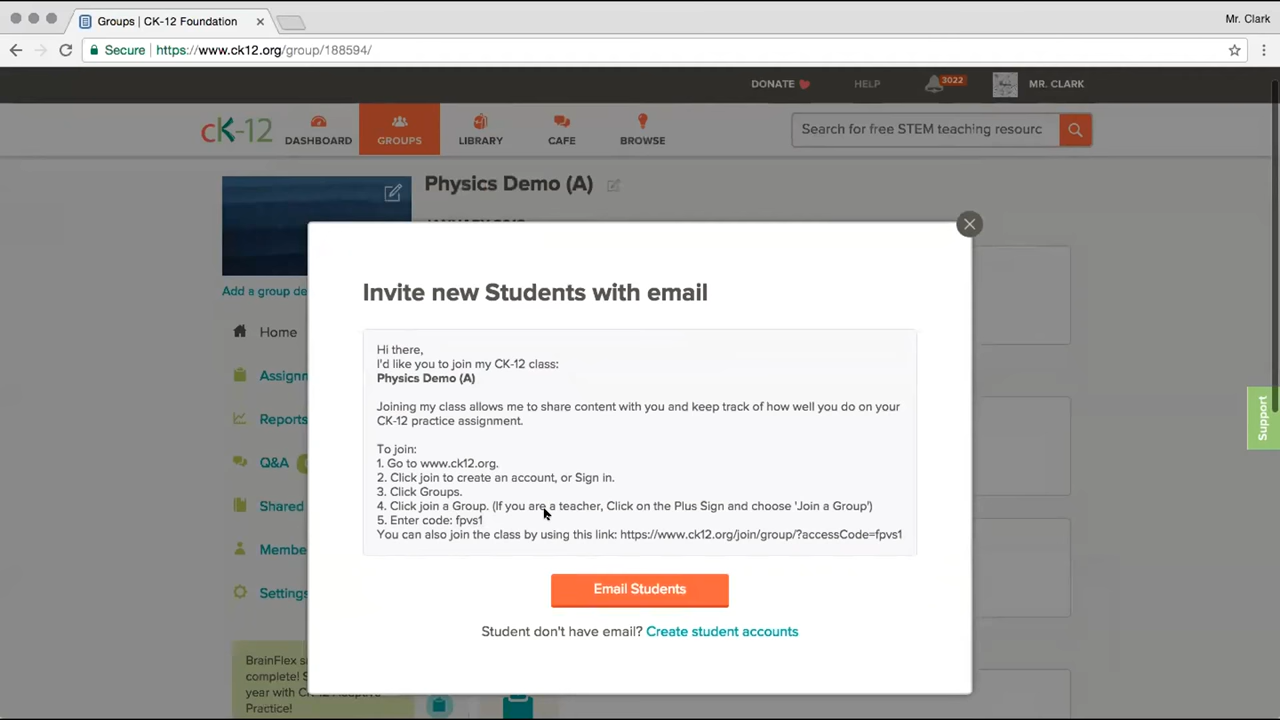 Groups | CK-12 Foundation
Mr. Clark
Secure
https://www.ck12.org/group/188594/
DONATE
HELP
3022
MR. CLARK
cK-12
DASHBOARD
GROUPS
LIBRARY
CAFE
BROWSE
Search for free STEM teaching resourc
Physics Demo (A)
Add a group de
Home
Assignm
Reports
Q&A
Shared
Membe
Settings
Invite new Students with email
Hi there,
I'd like you to join my CK-12 class:
Physics Demo (A)
Joining my class allows me to share content with you and keep track of how well you do on your
CK-12 practice assignment.
To join:
1. Go to www.ck12.org.
2. Click join to create an account, or Sign in.
3. Click Groups.
4. Click join a Group. (If you are a teacher, Click on the Plus Sign and choose 'Join a Group')
5. Enter code: fpvs1
You can also join the class by using this link: https://www.ck12.org/join/group/?accessCode=fpvs1
Email Students
Student don't have email? Create student accounts
Support
BrainFlex s
complete! S
year with CK
Practice!